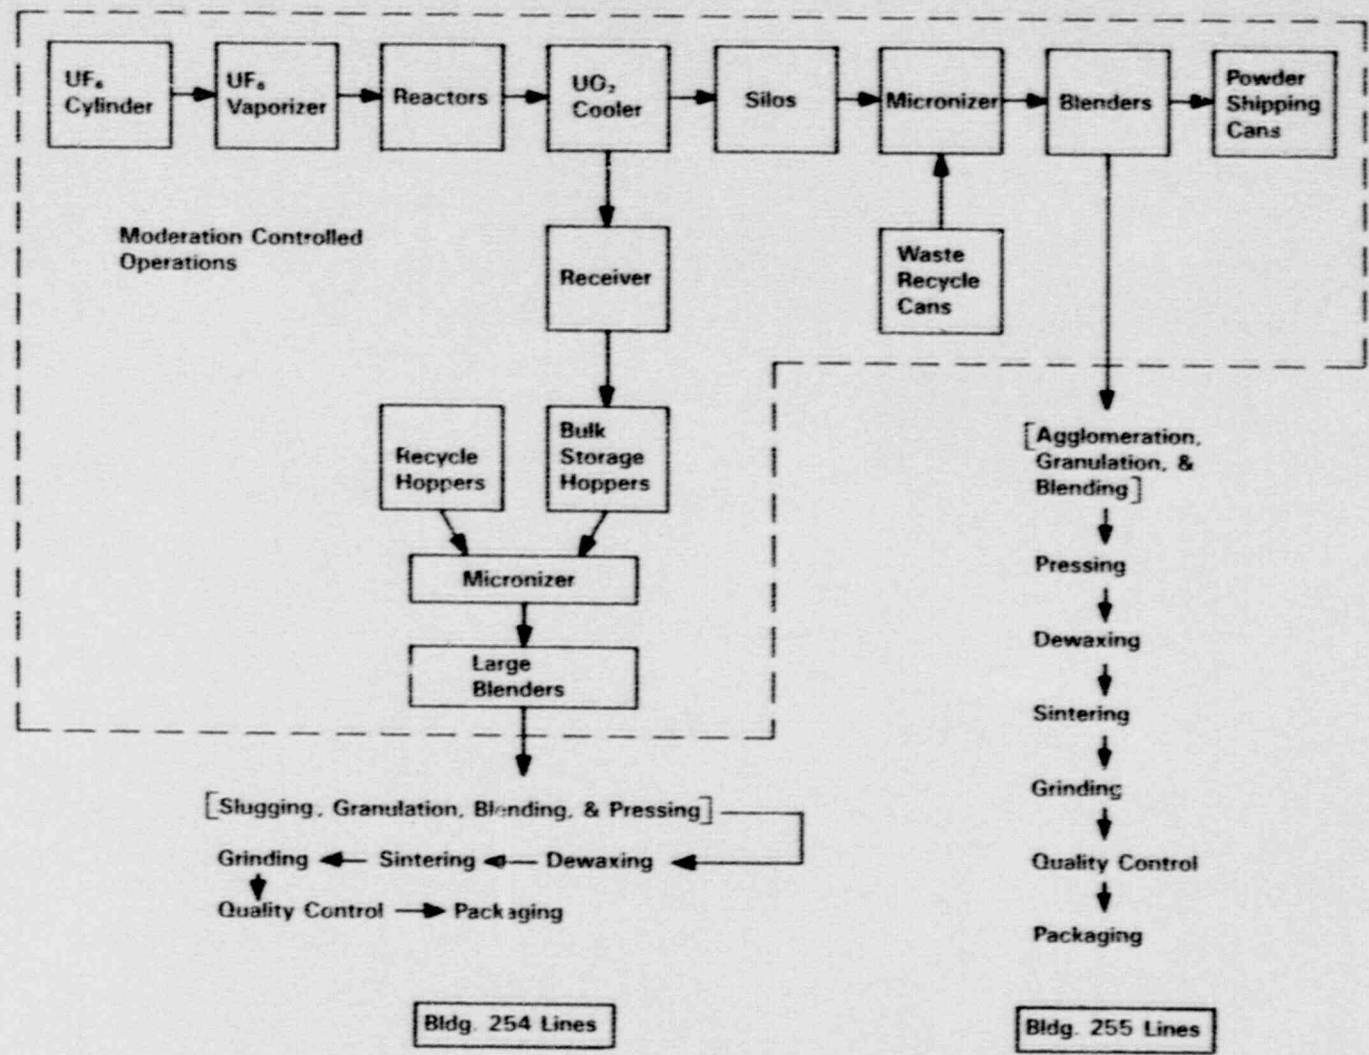 UF₆
Cylinder
UF₆
Vaporizer
Reactors
UO₂
Cooler
Silos
Micronizer
Blenders
Powder
Shipping
Cans
Moderation Controlled
Operations
Receiver
Waste
Recycle
Cans
Recycle
Hoppers
Bulk
Storage
Hoppers
Micronizer
Large
Blenders
[Agglomeration,
Granulation, &
Blending]
Pressing
Dewaxing
Sintering
Grinding
Quality Control
Packaging
[Slugging, Granulation, Blending, & Pressing]
Grinding Sintering Dewaxing
Quality Control Packaging
Bldg. 254 Lines
Bldg. 255 Lines